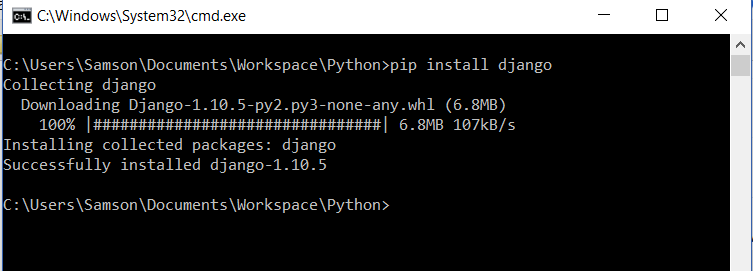 C:\Windows\System32\cmd.exe
C:\Users\Samson\Documents\Workspace\Python>pip install django
Collecting django
  Downloading Django-1.10.5-py2.py3-none-any.whl (6.8MB)
    100% |################################| 6.8MB 107kB/s
Installing collected packages: django
Successfully installed django-1.10.5
C:\Users\Samson\Documents\Workspace\Python>